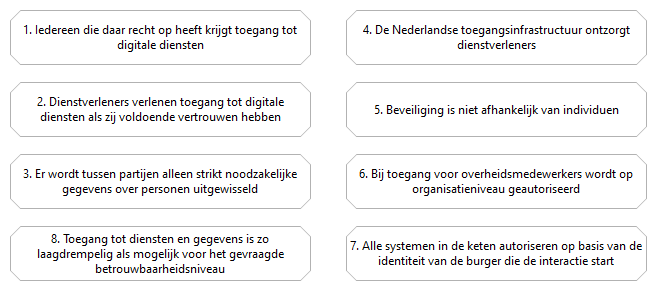 1. Iedereen die daar recht op heeft krijgt toegang tot
digitale diensten
2. Dienstverleners verlenen toegang tot digitale
diensten als zij voldoende vertrouwen hebben
3. Er wordt tussen partijen alleen strikt noodzakelijke
gegevens over personen uitgewisseld
8. Toegang tot diensten en gegevens is zo
laagdrempelig als mogelijk voor het gevraagde
betrouwbaarheidsniveau
4. De Nederlandse toegangsinfrastructuur ontzorgt
dienstverleners
5. Beveiliging is niet afhankelijk van individuen
6. Bij toegang voor overheidsmedewerkers wordt op
organisatieniveau geautoriseerd
7. Alle systemen in de keten autoriseren op basis van de
identiteit van de burger die de interactie start